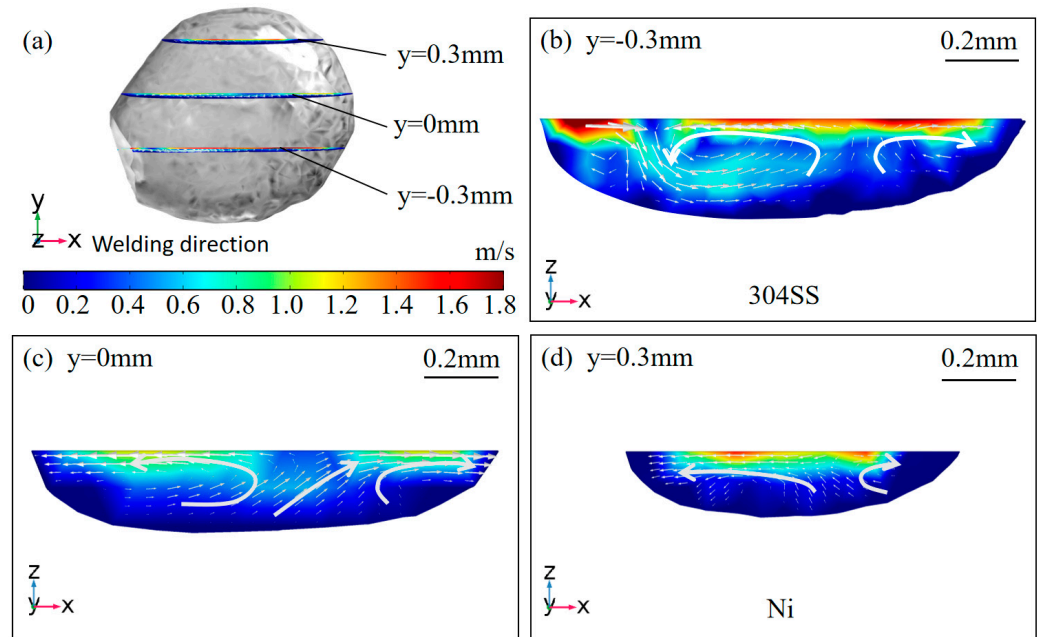 (a)
y=0.3mm
y=0mm
y=-0.3mm
y
z x Welding direction
m/s
0 0.2 0.4 0.6 0.8 1.0 1.2 1.4 1.6 1.8
(b) y=-0.3mm 0.2mm
z
y x
304SS
(c) y=0mm 0.2mm
z
y x
(d) y=0.3mm 0.2mm
z
y x
Ni